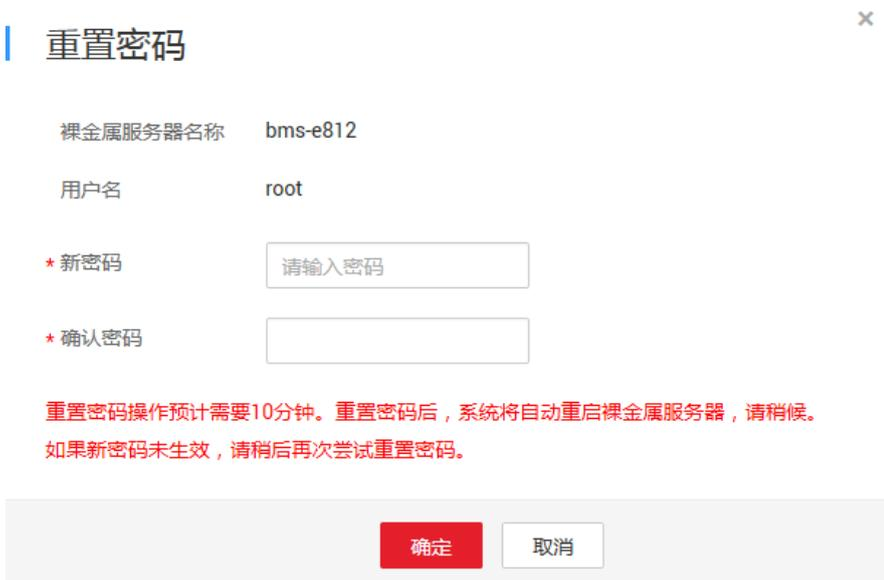 重置密码
裸金属服务器名称 bms-e812
用户名 root
* 新密码 请输入密码
* 确认密码
重置密码操作预计需要10分钟。重置密码后，系统将自动重启裸金属服务器，请稍候。
如果新密码未生效，请稍后再次尝试重置密码。
确定 取消